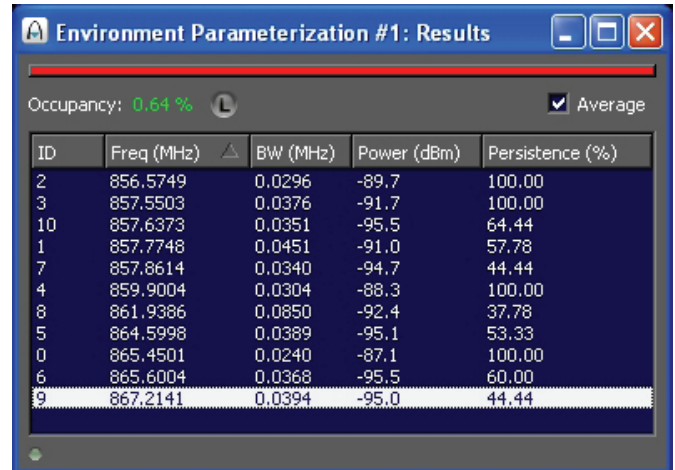 Environment Parameterization #1: Results
Occupancy: 0.64 % L Average
ID Freq (MHz) BW (MHz) Power (dBm) Persistence (%)
2 856.5749 0.0296 -89.7 100.00
3 857.5503 0.0376 -91.7 100.00
10 857.6373 0.0351 -95.5 64.44
1 857.7748 0.0451 -91.0 57.78
7 857.8614 0.0340 -94.7 44.44
4 859.9004 0.0304 -88.3 100.00
8 861.9386 0.0850 -92.4 37.78
5 864.5998 0.0389 -95.1 53.33
0 865.4501 0.0240 -87.1 100.00
6 865.6004 0.0368 -95.5 60.00
9 867.2141 0.0394 -95.0 44.44